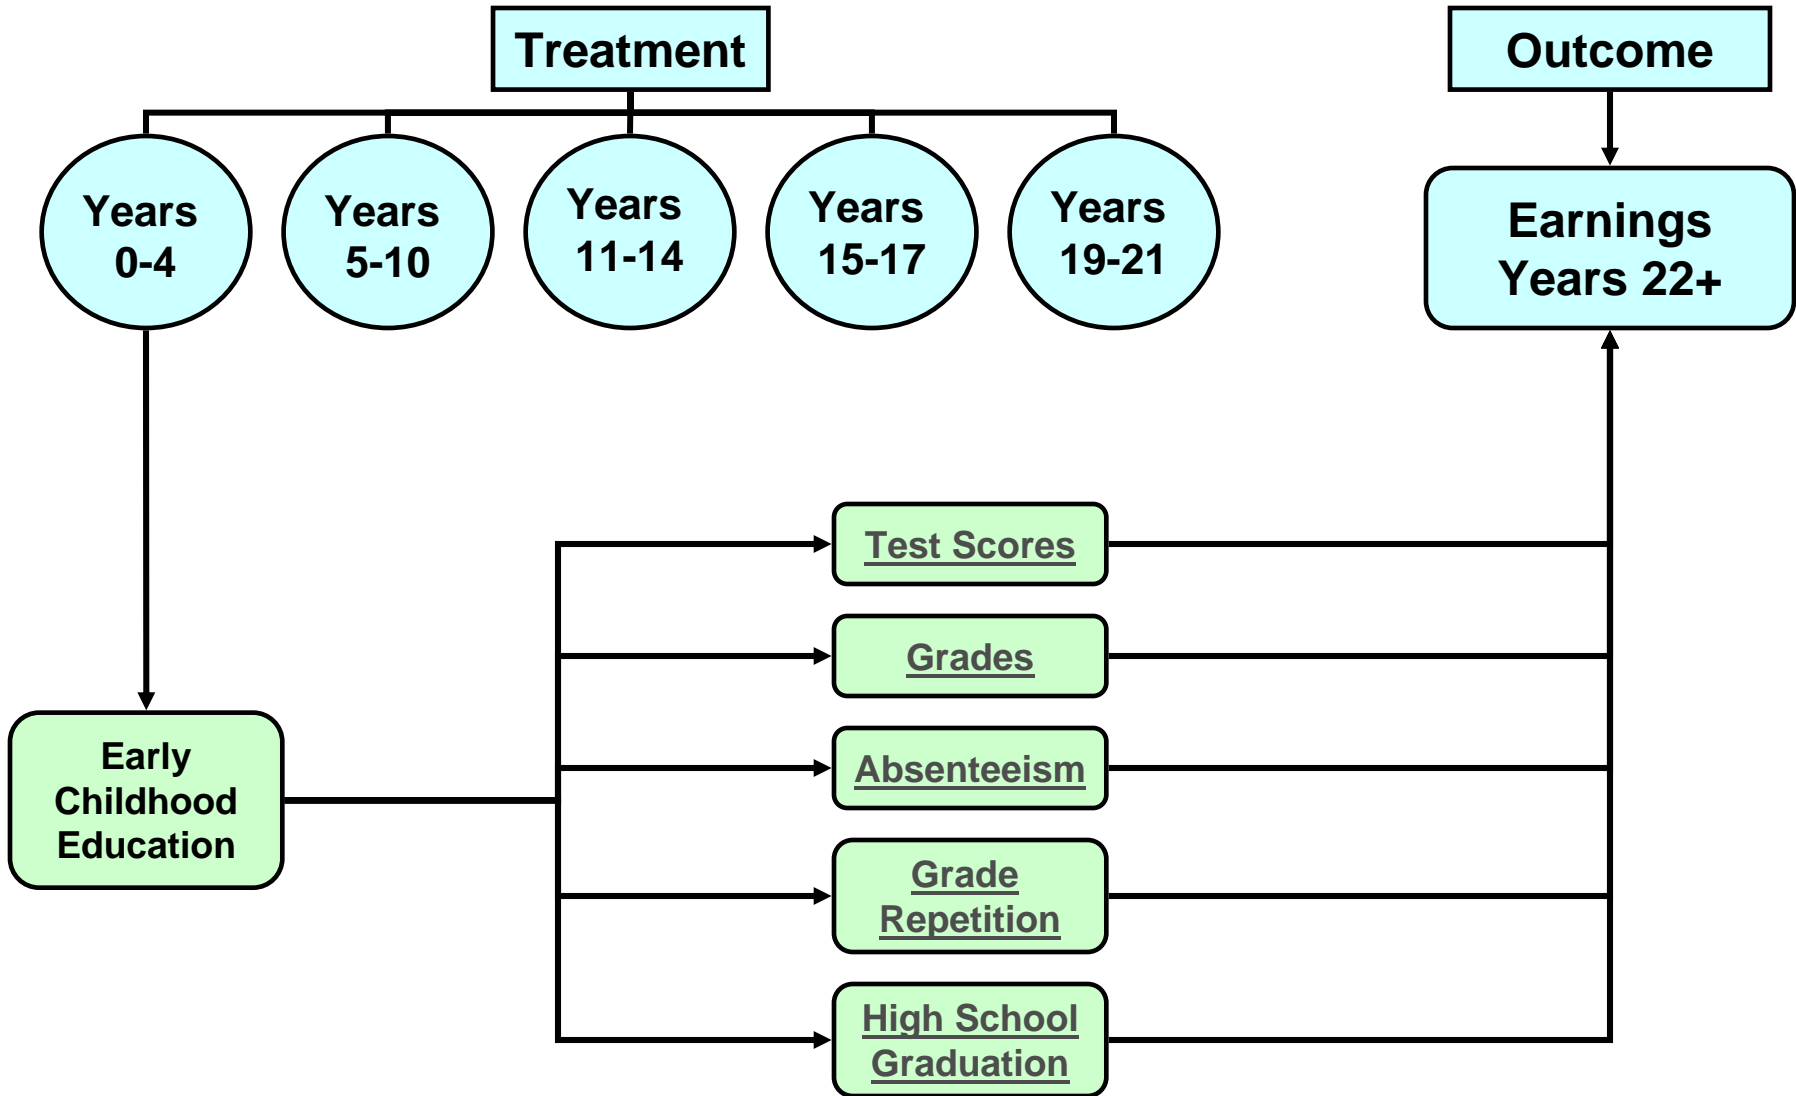 Treatment
Outcome
Years
0-4
Years
5-10
Years
11-14
Years
15-17
Years
19-21
Earnings
Years 22+
Early
Childhood
Education
Test Scores
Grades
Absenteeism
Grade
Repetition
High School
Graduation